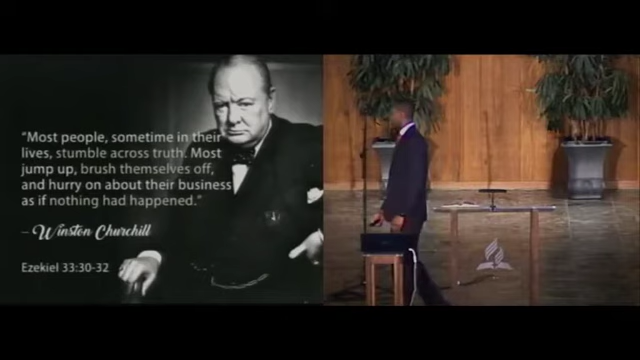 “Most people, sometime in their
lives, stumble across truth. Most
jump up, brush themselves off,
and hurry on about their business
as if nothing had happened.”
– Winston Churchill
Ezekiel 33:30-32